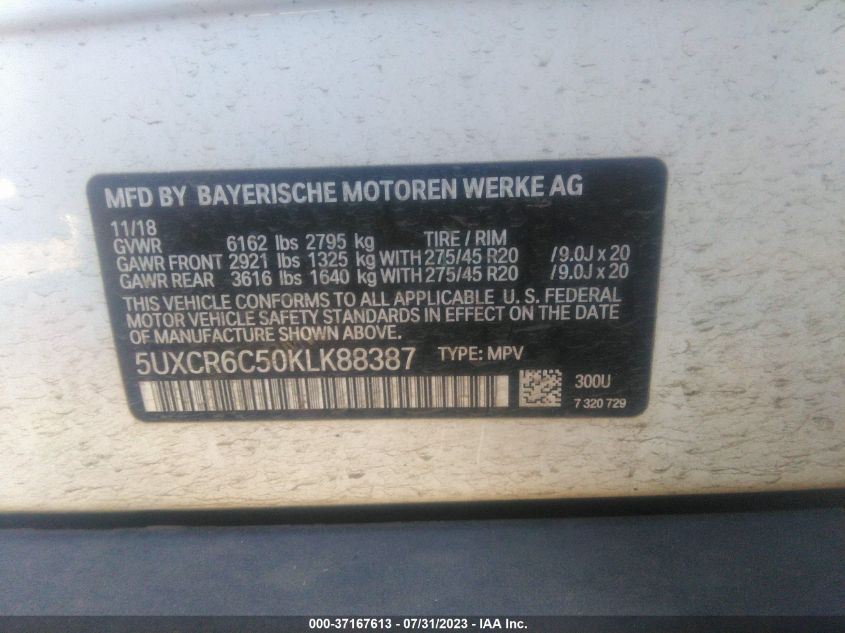 MFD BY BAYERISCHE MOTOREN WERKE AG
11/18
GVWR 6162 lbs 2795 kg TIRE / RIM
GAWR FRONT 2921 lbs 1325 kg WITH 275/45 R20 /9.0J x 20
GAWR REAR 3616 lbs 1640 kg WITH 275/45 R20 /9.0J x 20
THIS VEHICLE CONFORMS TO ALL APPLICABLE U. S. FEDERAL
MOTOR VEHICLE SAFETY STANDARDS IN EFFECT ON THE DATE
OF MANUFACTURE SHOWN ABOVE.
5UXCR6C50KLK88387 TYPE: MPV
300U
7 320 729
000-37167613 - 07/31/2023 - IAA Inc.